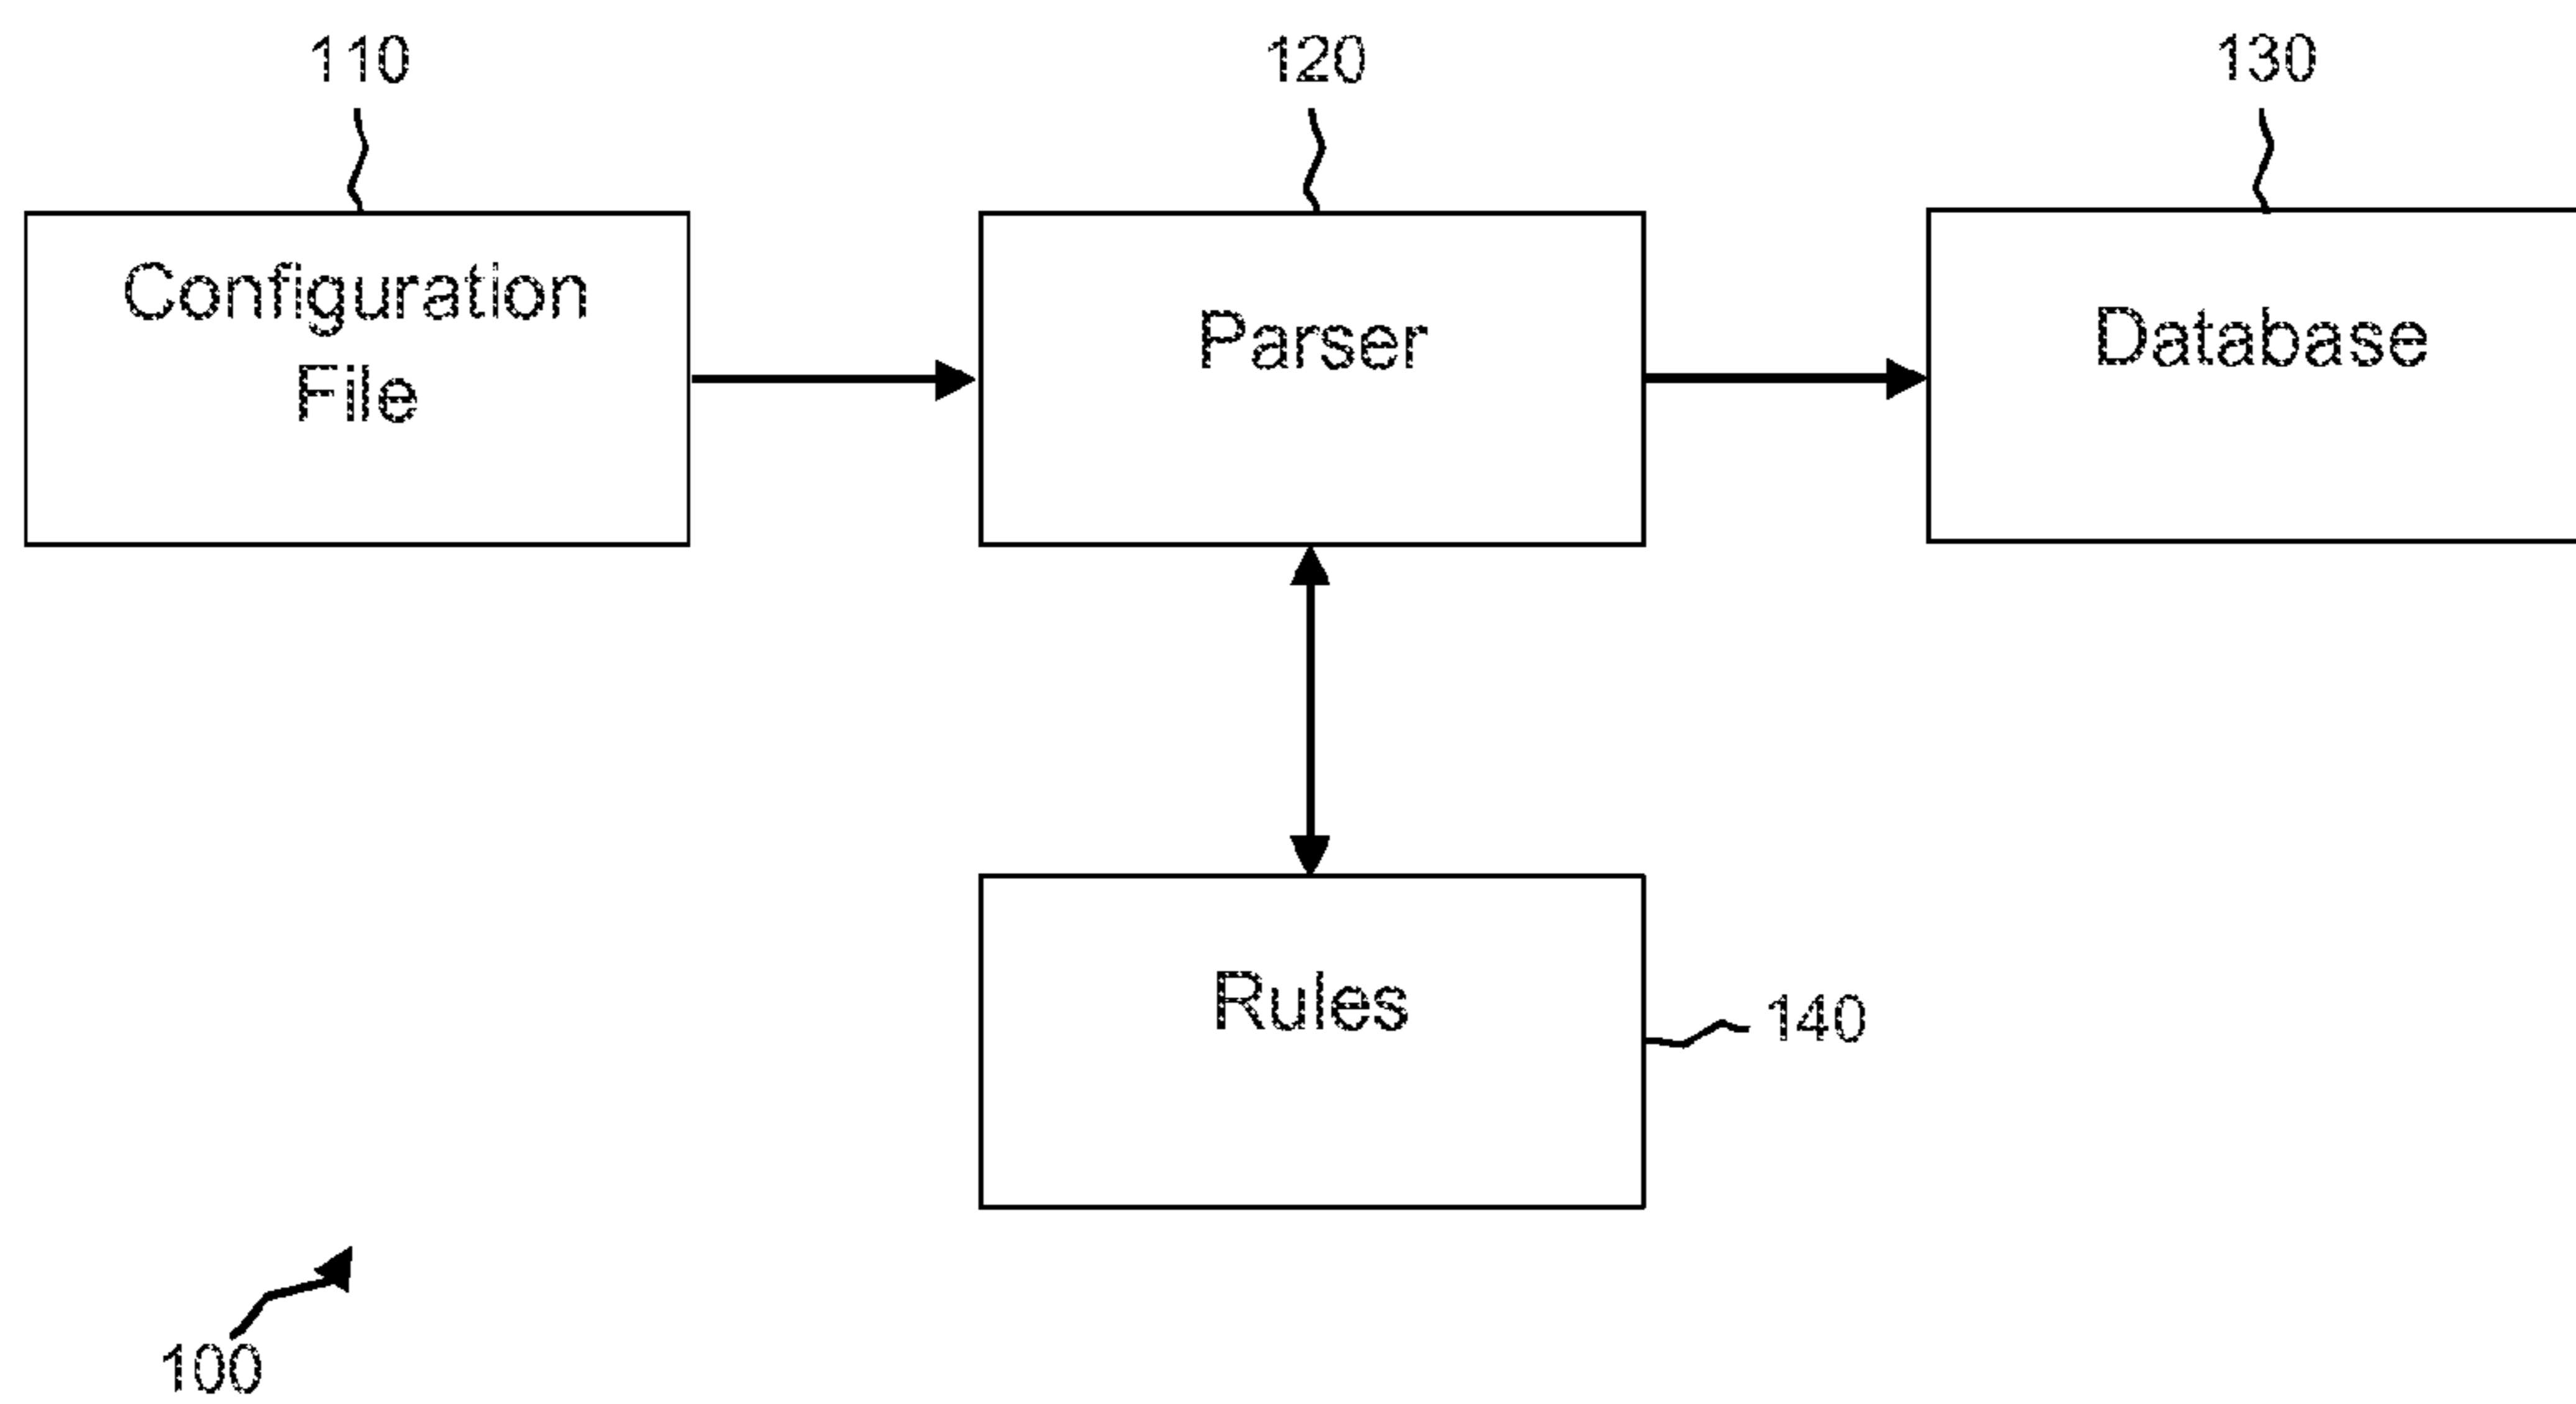 110
120
130
Configuration
File
Parser
Database
Rules
140
100